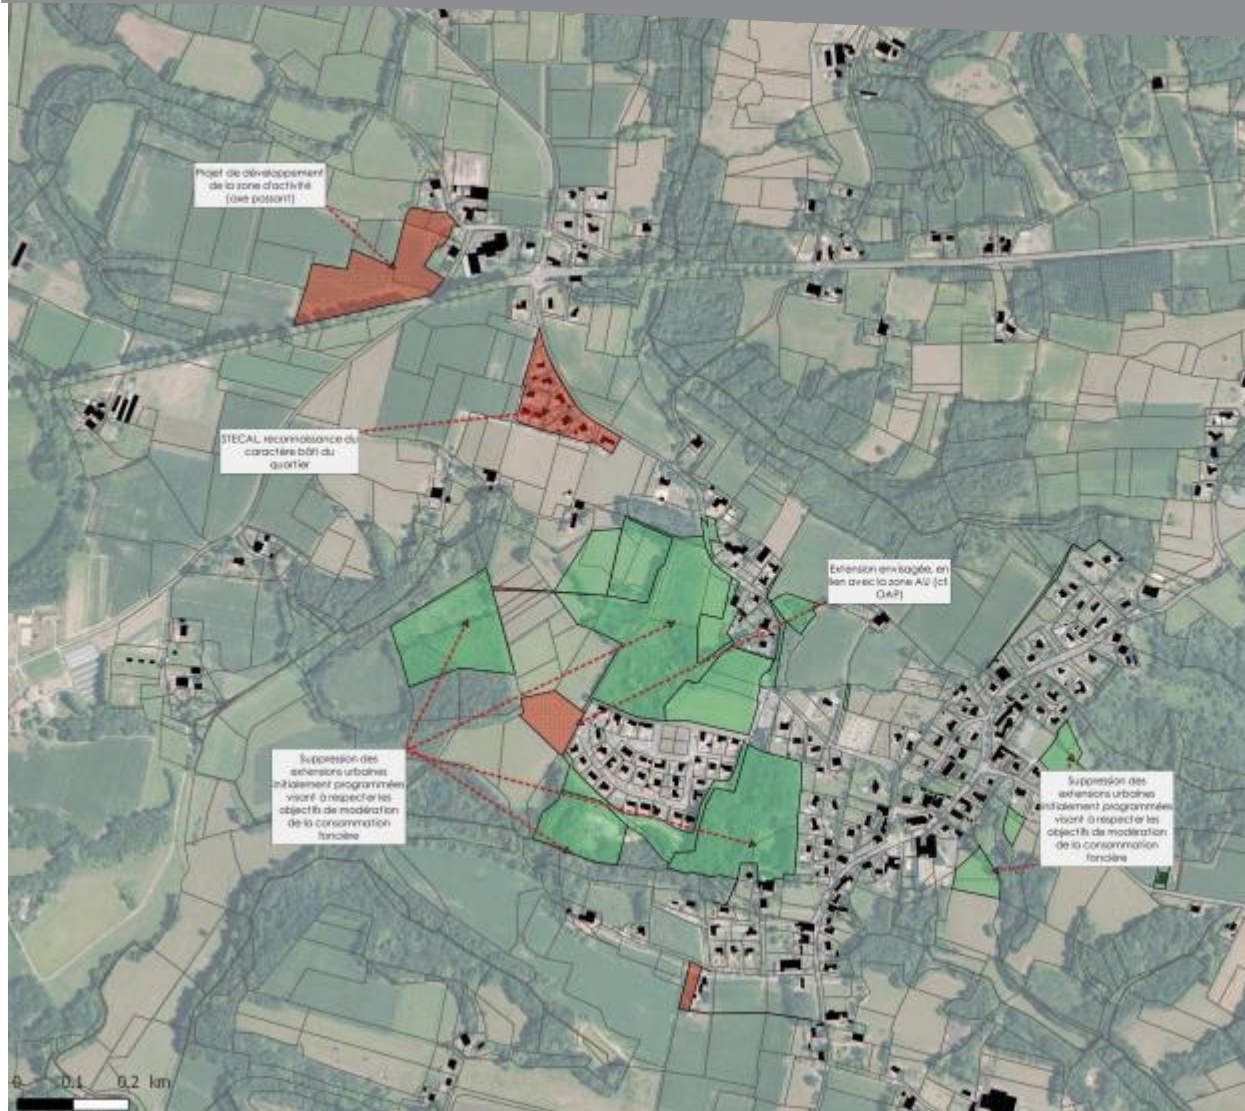 Projet de développement
de la zone d'activité
(axe passant)
STECAL, reconnaissance du
caractère bâti du
quartier
Extension envisagée, en
lien avec la zone AU (cf.
OAP)
Suppression des
extensions urbaines
initialement programmées
visant à respecter les
objectifs de modération
de la consommation
foncière
Suppression des
extensions urbaines
initialement programmées
visant à respecter les
objectifs de modération
de la consommation
foncière
0 0.1 0.2 km